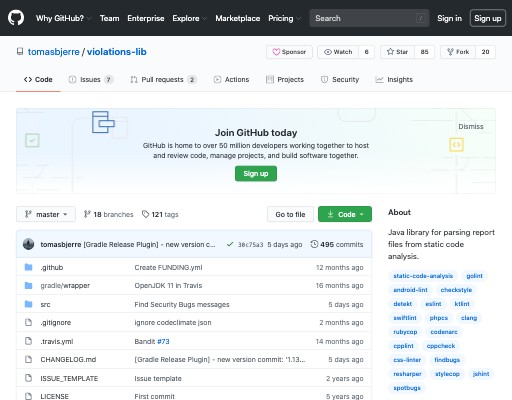 Why GitHub? Team Enterprise Explore Marketplace Pricing Search / Sign in Sign up
tomasbjerre / violations-lib Sponsor Watch 6 Star 85 Fork 20
Code Issues 7 Pull requests 2 Actions Projects Security Insights
Join GitHub today
Dismiss
GitHub is home to over 50 million developers working together to host
and review code, manage projects, and build software together.
Sign up
master 18 branches 121 tags Go to file Code
About
Java library for parsing report
files from static code
analysis.
static-code-analysis golint
android-lint checkstyle
detekt eslint ktlint
swiftlint phpcs clang
rubycop codenarc
cpplint cppcheck
css-linter findbugs
resharper stylecop jshint
spotbugs
tomasbjerre [Gradle Release Plugin] - new version c... 30c75a3 5 days ago 495 commits
.github Create FUNDING.yml 12 months ago
gradle/wrapper OpenJDK 11 in Travis 16 months ago
src Find Security Bugs messages 5 days ago
.gitignore ignore codeclimate json 2 months ago
.travis.yml Bandit #73 14 months ago
CHANGELOG.md [Gradle Release Plugin] - new version commit: '1.13... 5 days ago
ISSUE_TEMPLATE Issue template 2 years ago
LICENSE First commit 5 years ago